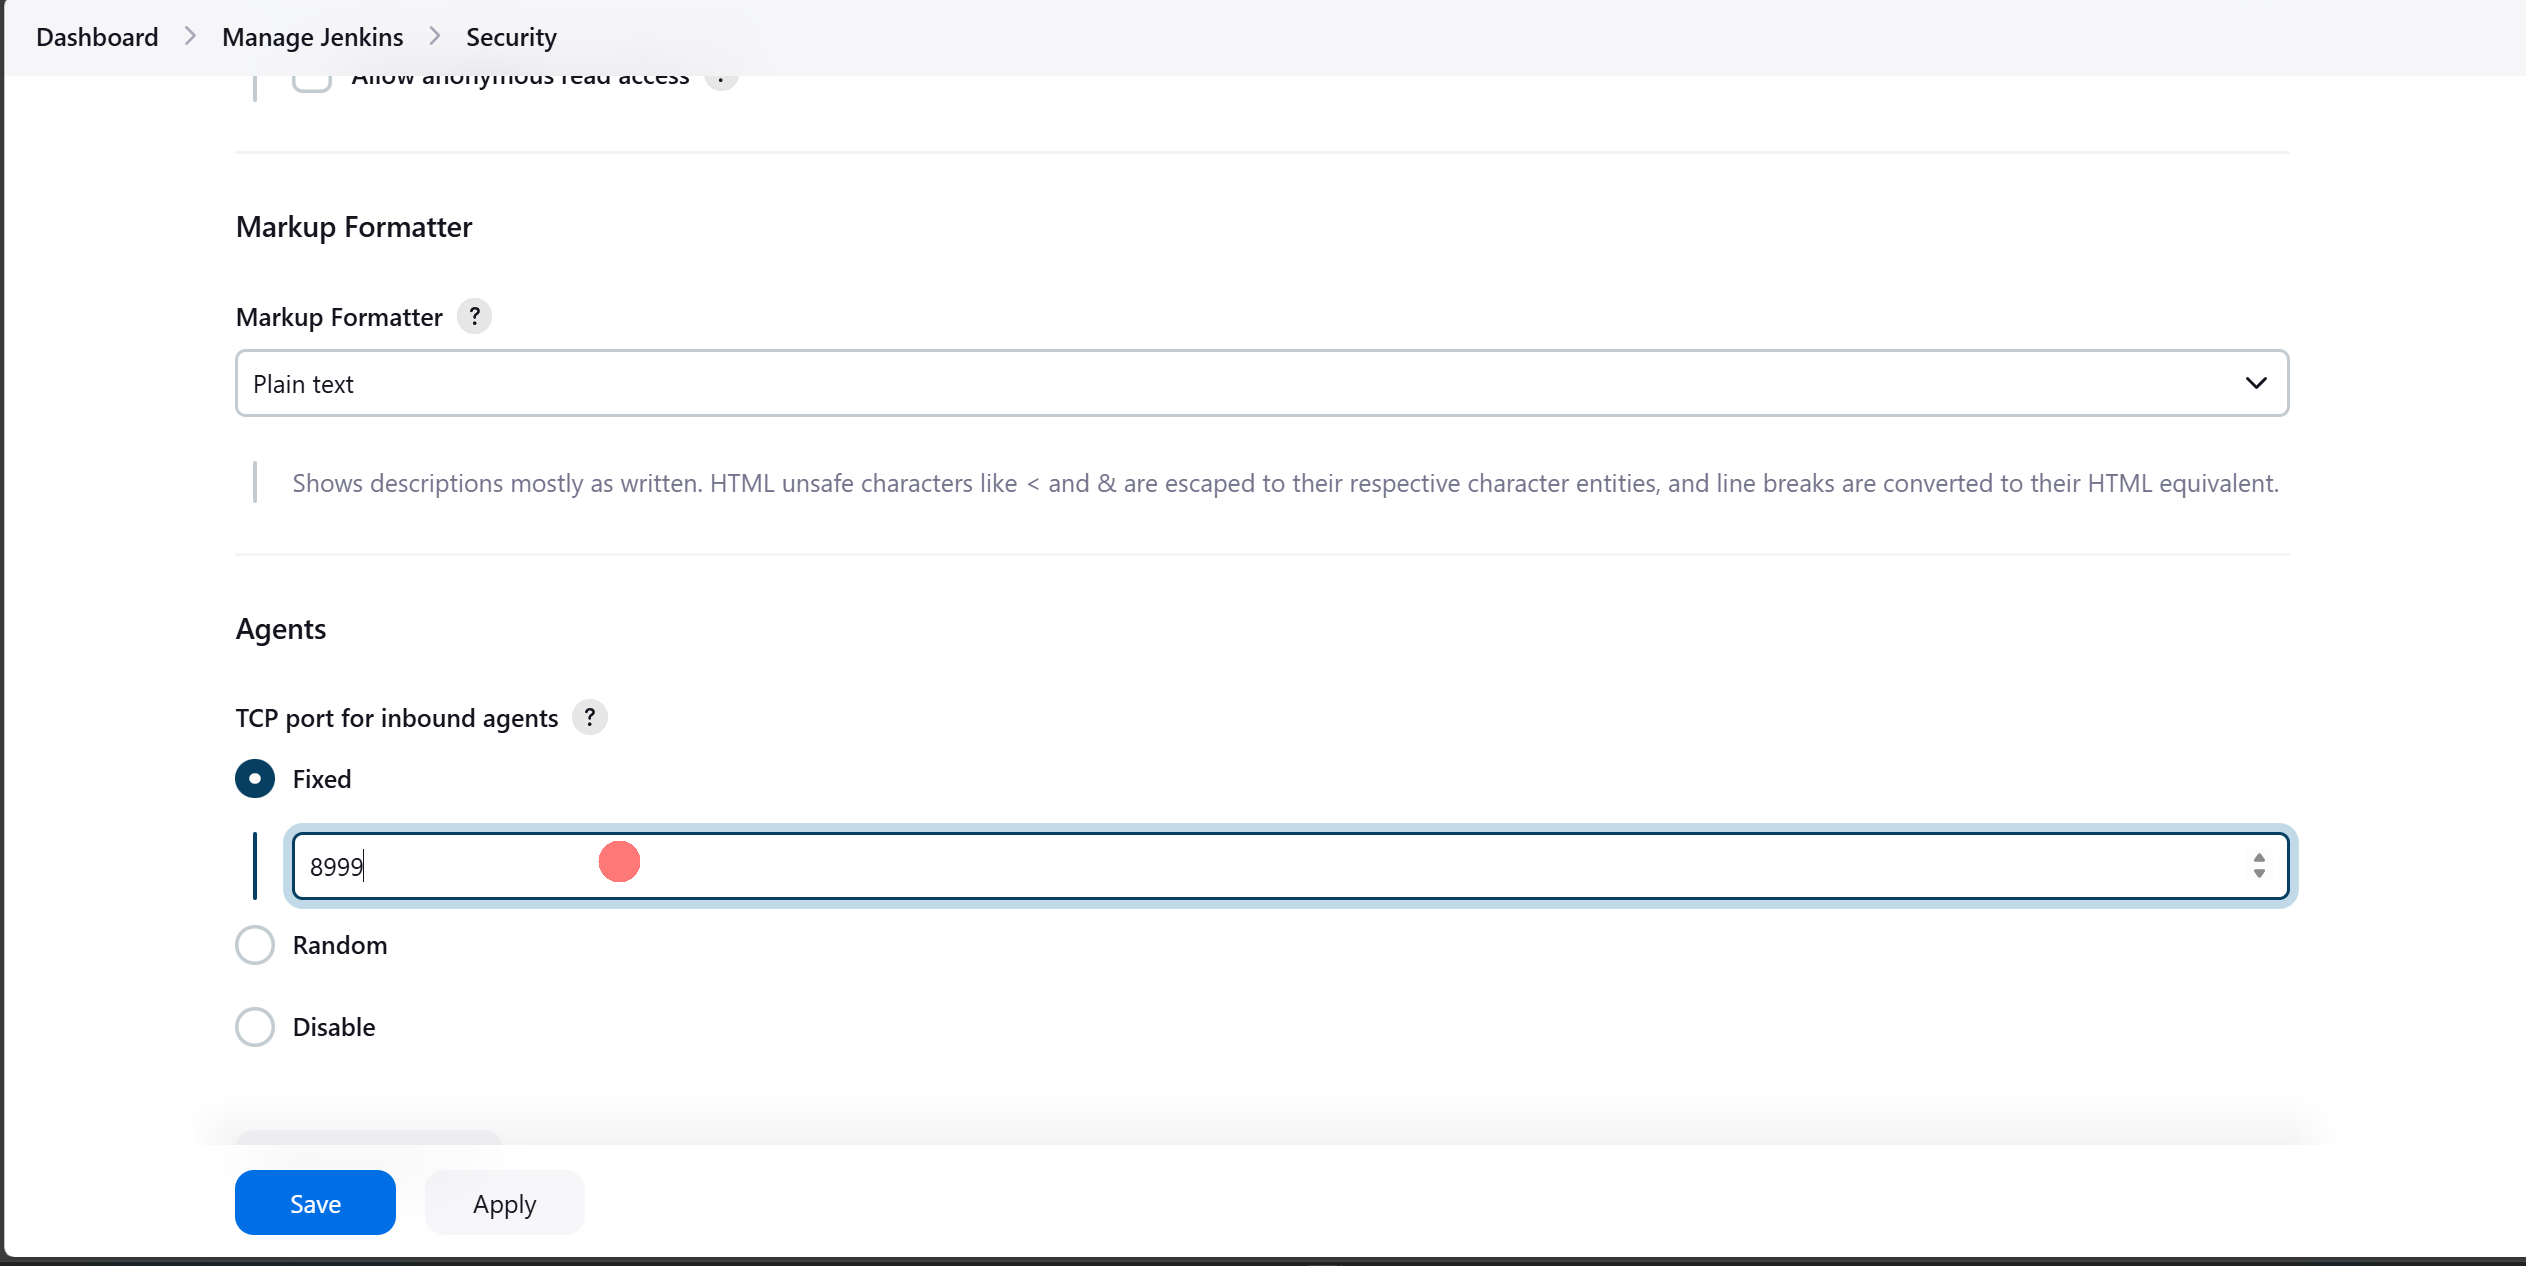 Dashboard > Manage Jenkins > Security
Allow anonymous read access ?
Markup Formatter
Markup Formatter ?
Plain text
Shows descriptions mostly as written. HTML unsafe characters like < and & are escaped to their respective character entities, and line breaks are converted to their HTML equivalent.
Agents
TCP port for inbound agents ?
Fixed
8999
Random
Disable
Save Apply